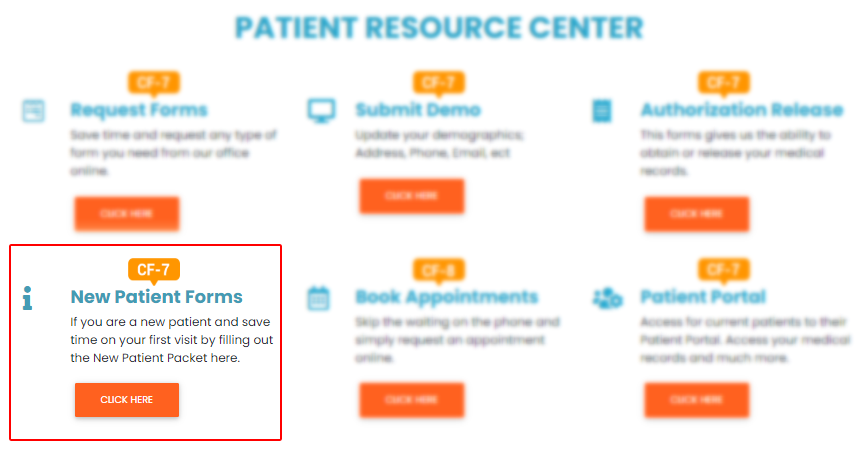 PATIENT RESOURCE CENTER
CF-7
Request Forms
Save time and request any type of
form you need from our office
online.
CLICK HERE
CF-7
Submit Demo
Update your demographics;
Address, Phone, Email, ect
CLICK HERE
CF-7
Authorization Release
This forms gives us the ability to
obtain or release your medical
records.
CLICK HERE
CF-7
New Patient Forms
If you are a new patient and save
time on your first visit by filling out
the New Patient Packet here.
CLICK HERE
CF-8
Book Appointments
Skip the waiting on the phone and
simply request an appointment
online.
CLICK HERE
CF-7
Patient Portal
Access for current patients to their
Patient Portal. Access your medical
records and much more.
CLICK HERE